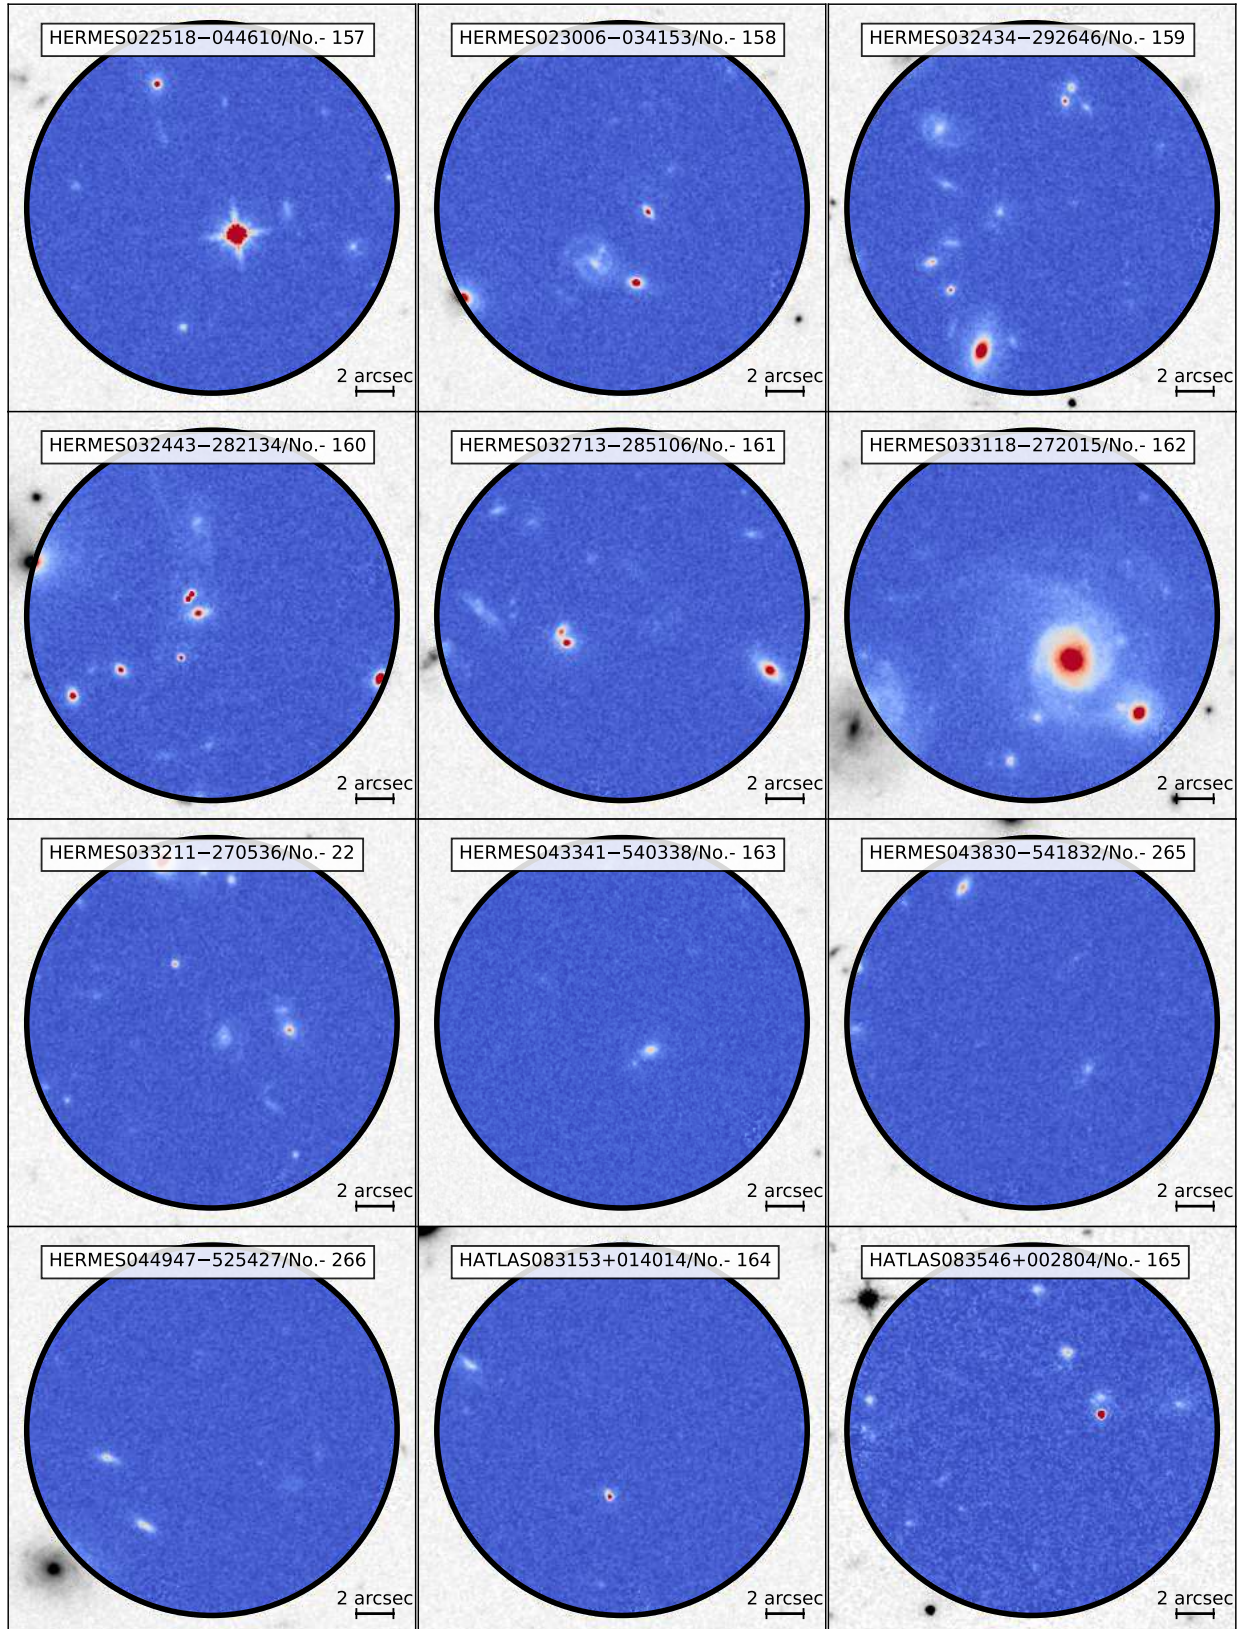 HERMES022518−044610/No.- 157
HERMES023006−034153/No.- 158
HERMES032434−292646/No.- 159
2 arcsec
2 arcsec
2 arcsec
HERMES032443−282134/No.- 160
HERMES032713−285106/No.- 161
HERMES033118−272015/No.- 162
2 arcsec
2 arcsec
2 arcsec
HERMES033211−270536/No.- 22
HERMES043341−540338/No.- 163
HERMES043830−541832/No.- 265
2 arcsec
2 arcsec
2 arcsec
HERMES044947−525427/No.- 266
HATLAS083153+014014/No.- 164
HATLAS083546+002804/No.- 165
2 arcsec
2 arcsec
2 arcsec